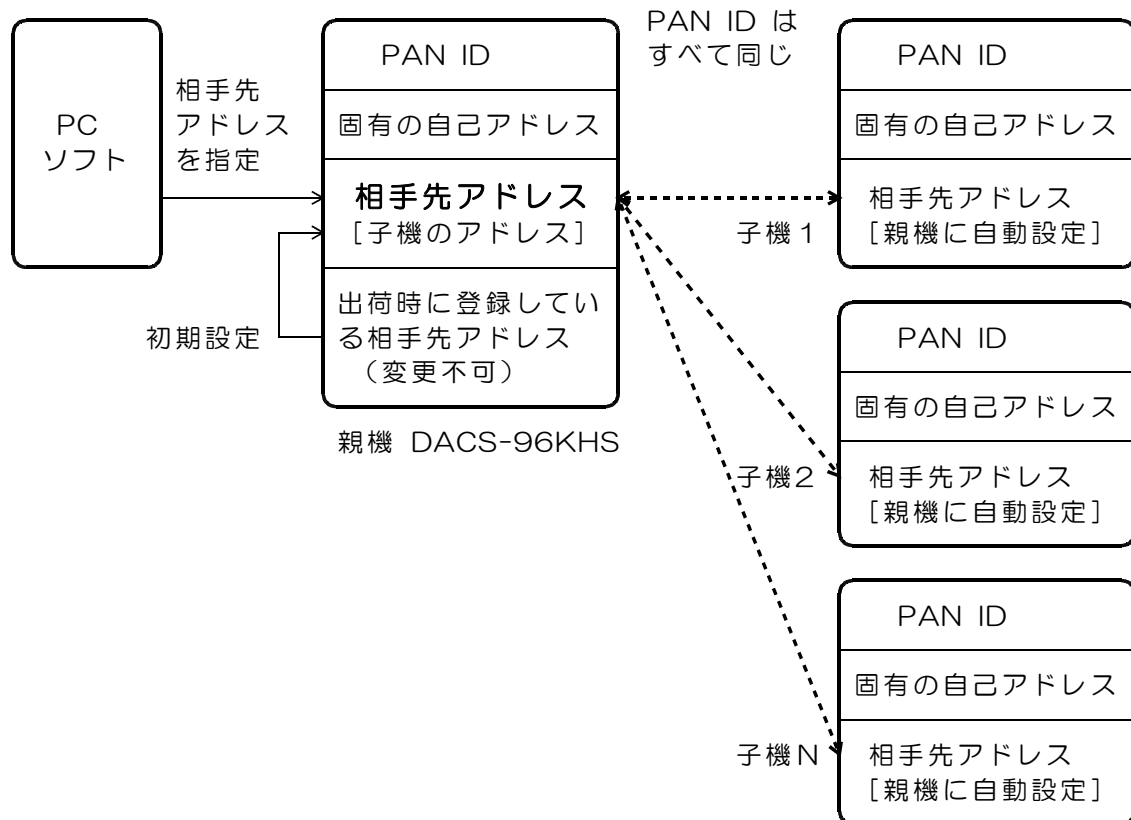 PC
ソフト
相手先
アドレス
を指定
初期設定
PAN ID
固有の自己アドレス
相手先アドレス
[子機のアドレス]
出荷時に登録してい
る相手先アドレス
（変更不可）
親機 DACS-96KHS
PAN ID は
すべて同じ
子機１
PAN ID
固有の自己アドレス
相手先アドレス
[親機に自動設定]
子機2
PAN ID
固有の自己アドレス
相手先アドレス
[親機に自動設定]
子機Ｎ
PAN ID
固有の自己アドレス
相手先アドレス
[親機に自動設定]